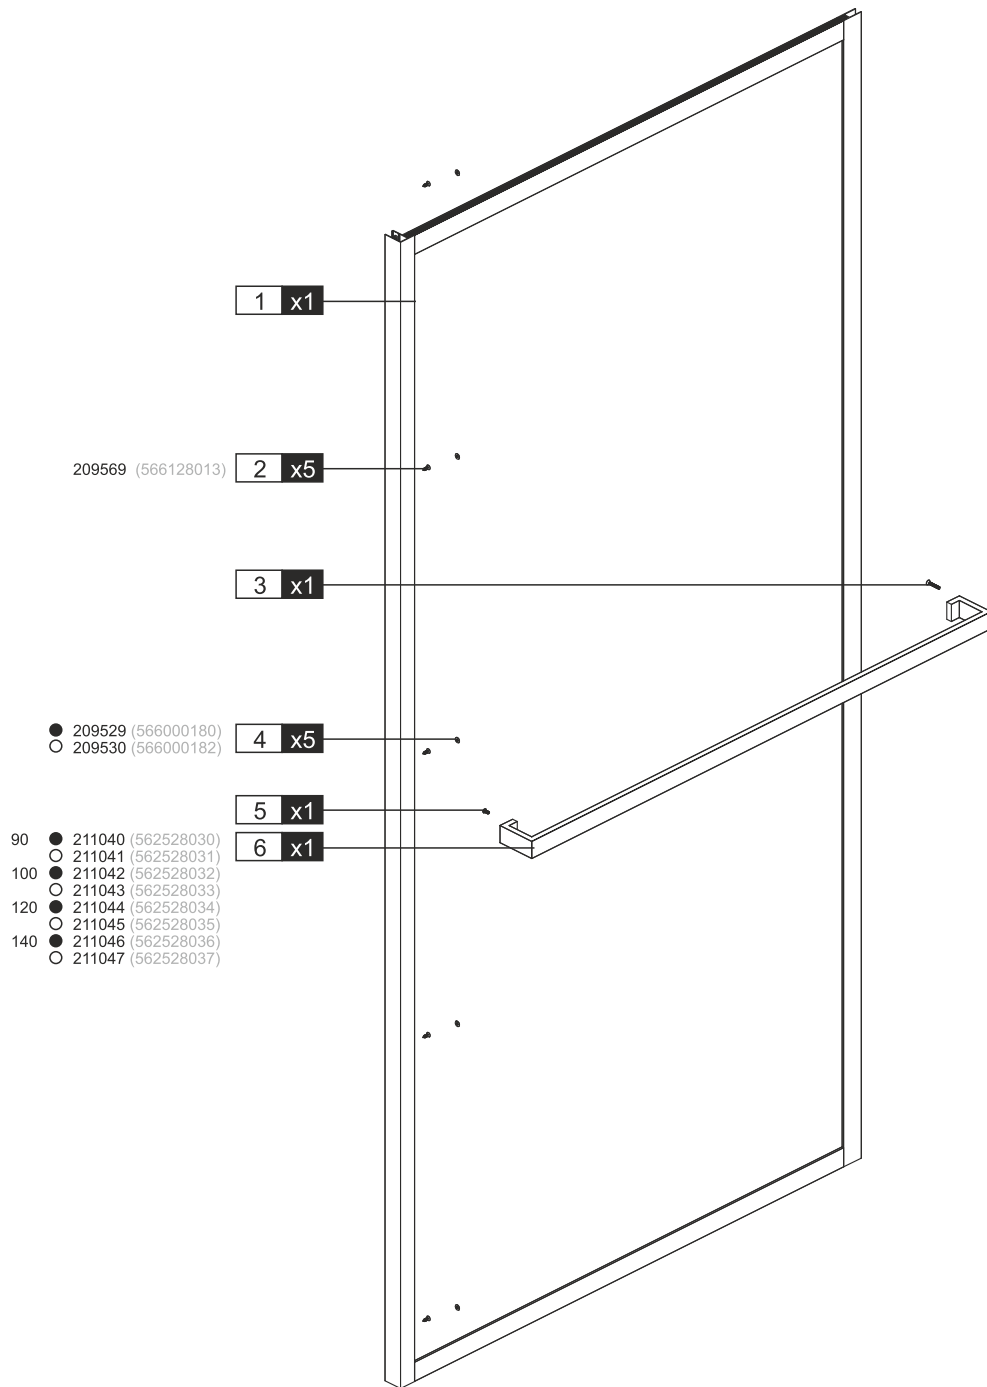 1 x1
209569 (566128013) 2 x5
3 x1
209529 (566000180)
209530 (566000182)
4 x5
5 x1
6 x1
90 211040 (562528030)
211041 (562528031)
100 211042 (562528032)
211043 (562528033)
120 211044 (562528034)
211045 (562528035)
140 211046 (562528036)
211047 (562528037)